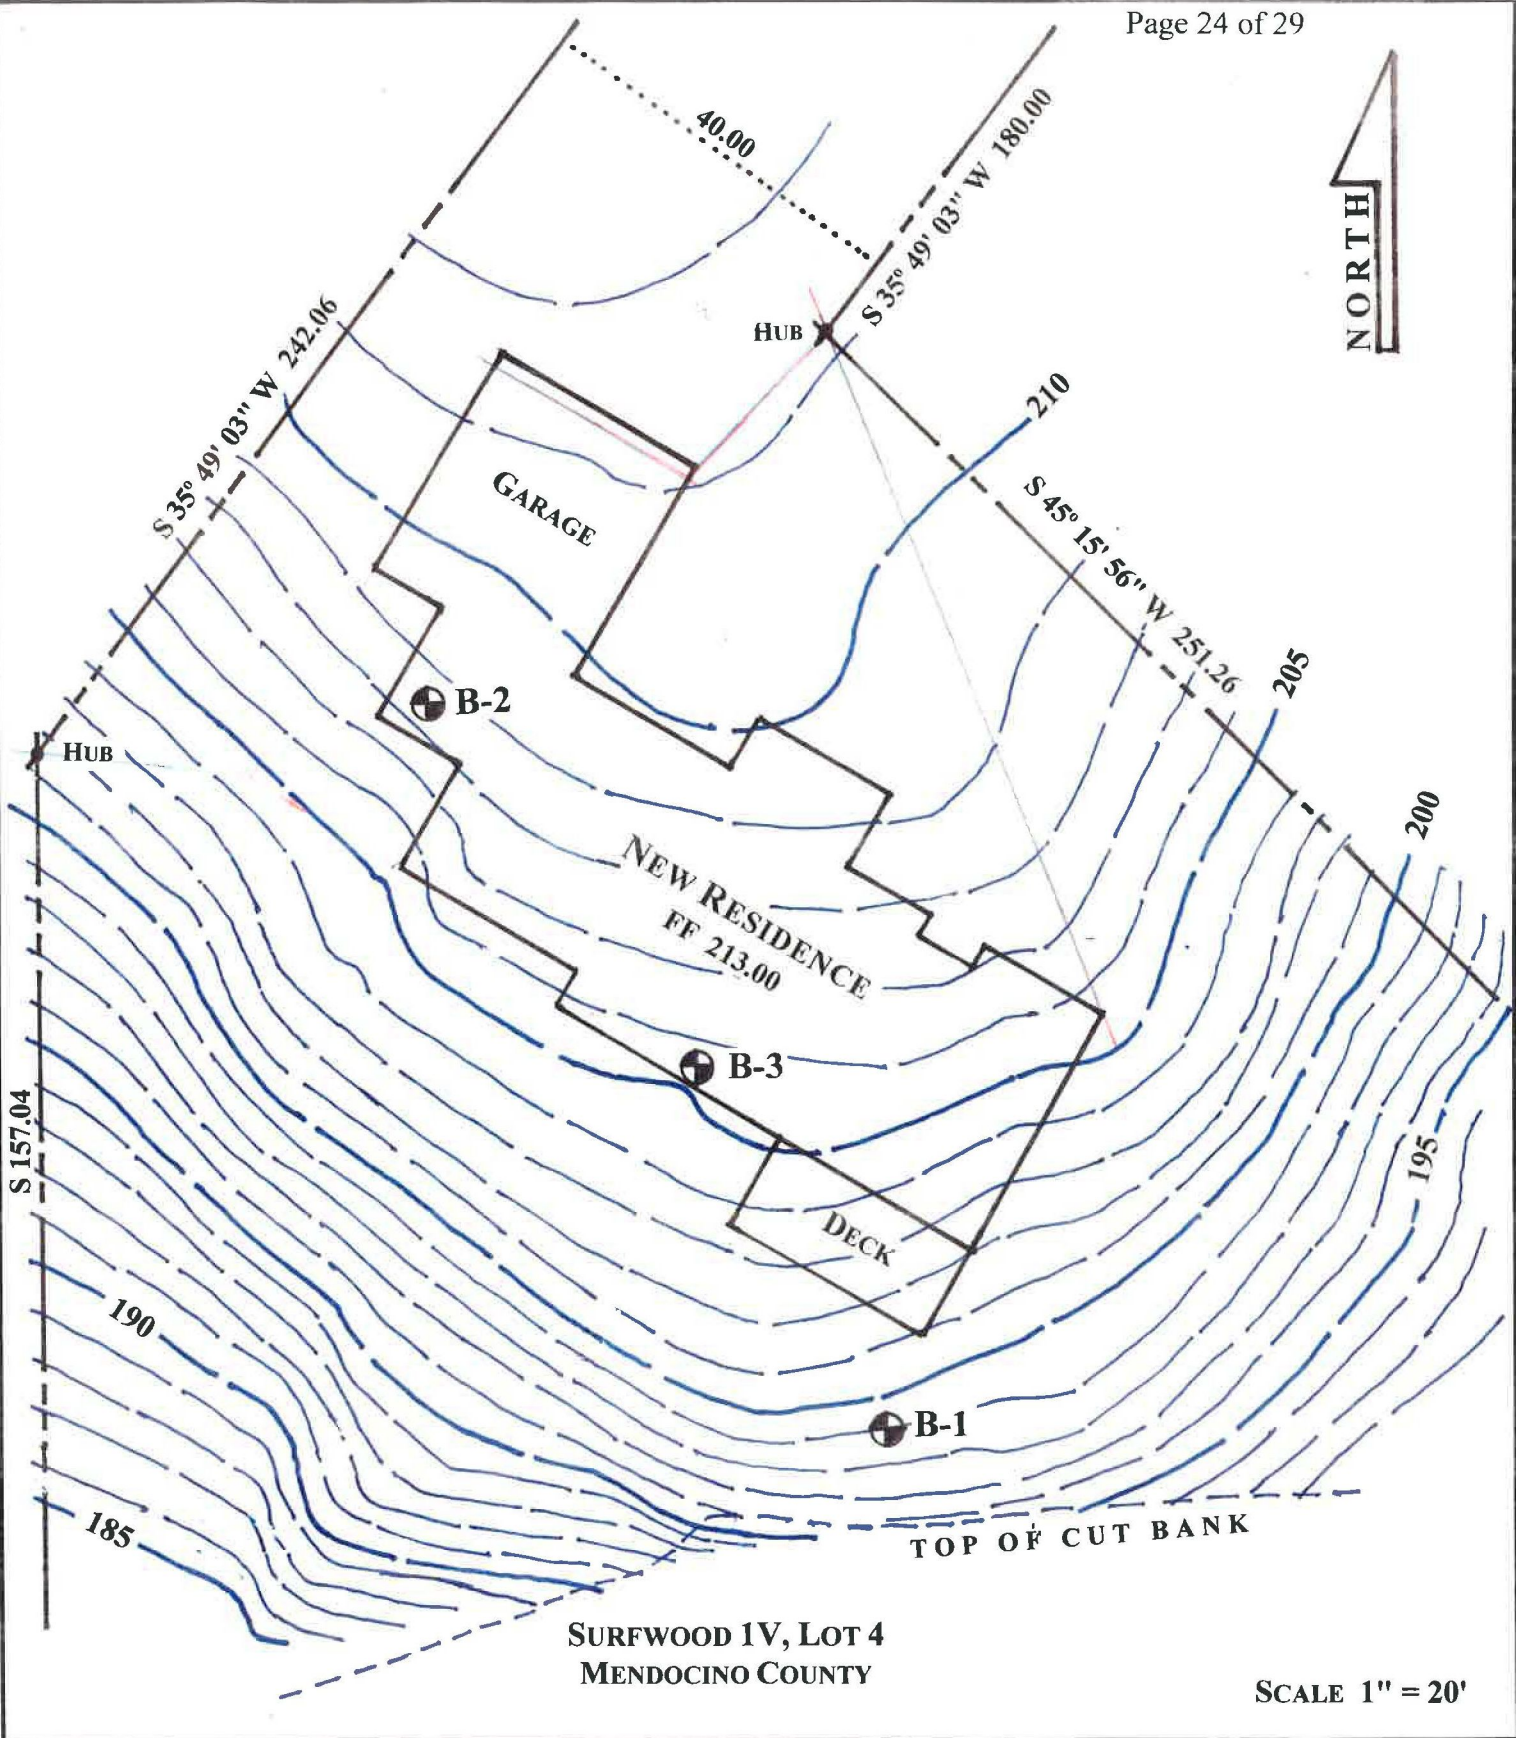 Page 24 of 29
40.00
S 35° 49' 03" W 180.00
NORTH
HUB
S 35° 49' 03" W 242.06
210
GARAGE
S 45° 15' 56" W 251.26
205
B-2
HUB
200
NEW RESIDENCE
FF 213.00
B-3
S 157.04
195
DECK
190
B-1
185
TOP OF CUT BANK
SURFWOOD 1V, LOT 4
MENDOCINO COUNTY
SCALE 1" = 20'